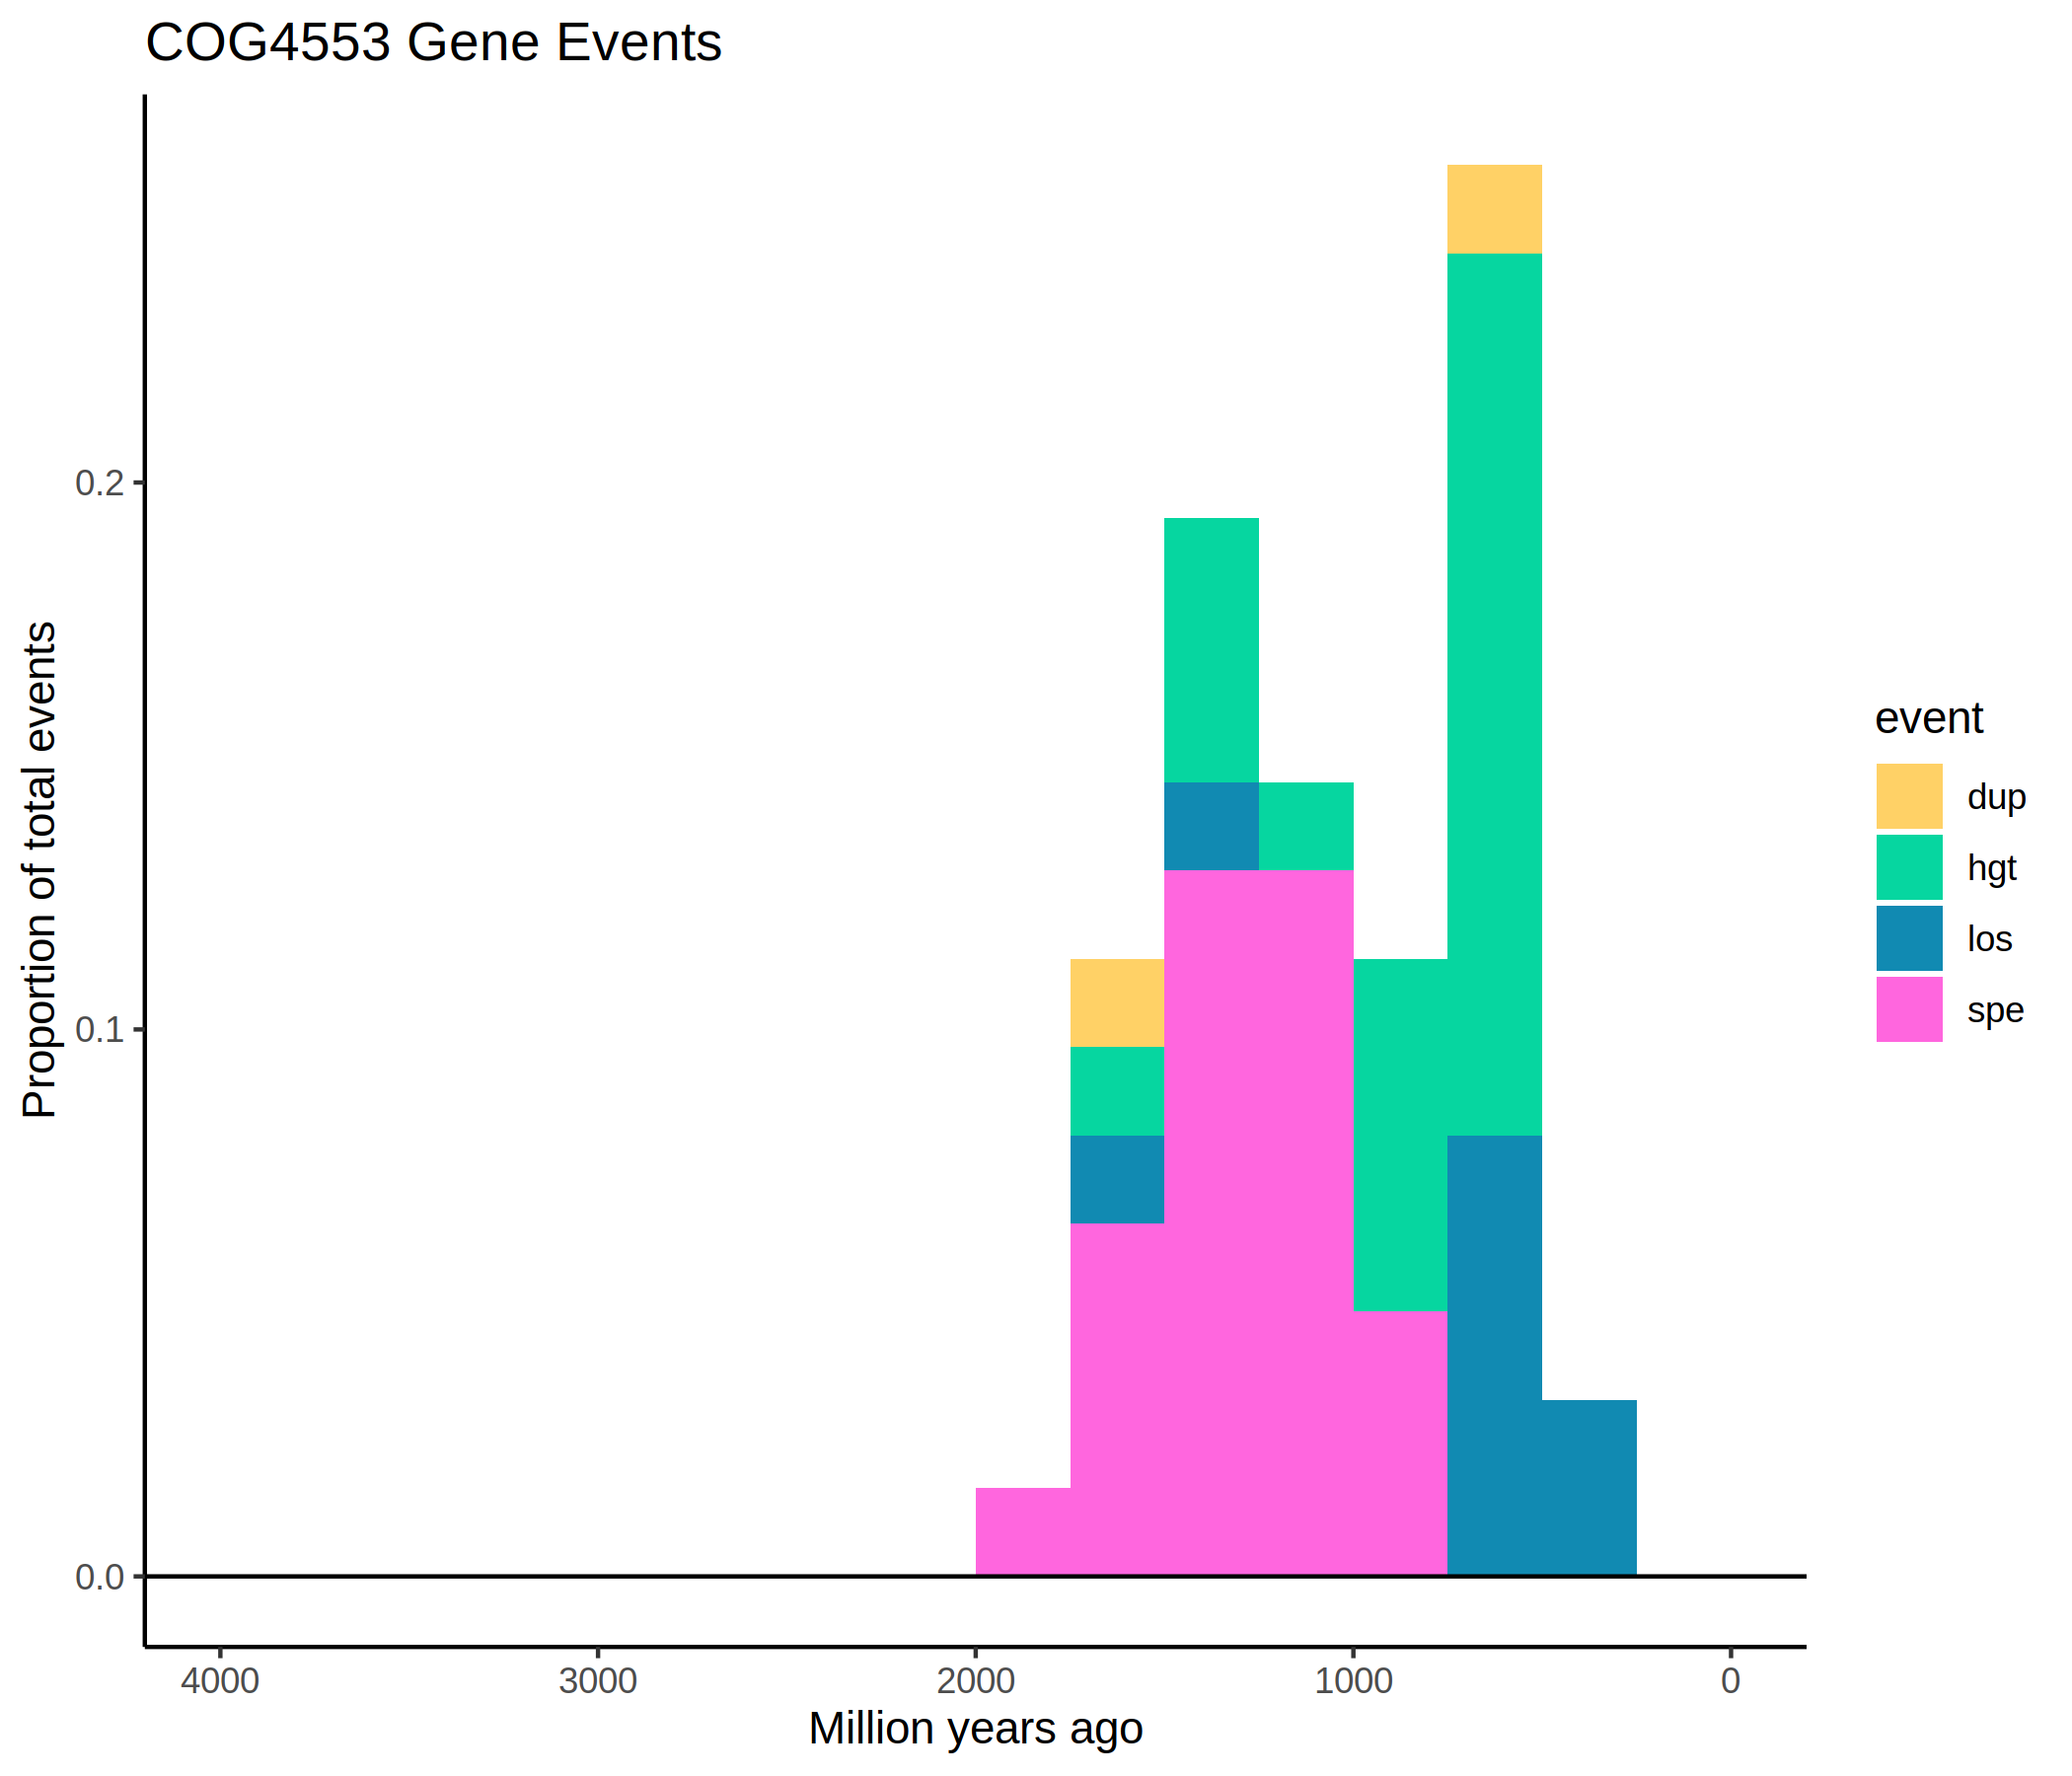 COG4553 Gene Events
Proportion of total events
0.2
0.1
0.0
4000 3000 2000 1000 0
Million years ago
event
dup
hgt
los
spe